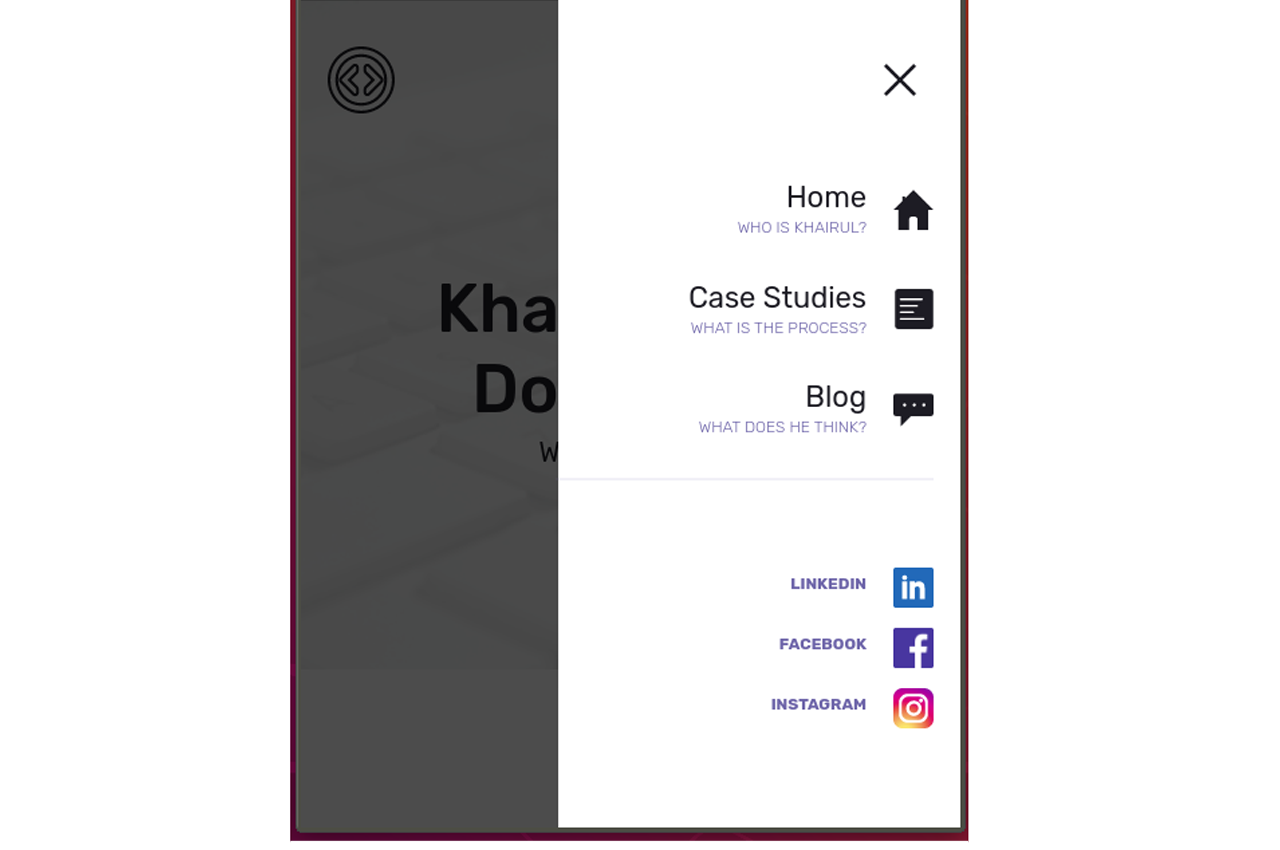 Kha
Do
W
Home
WHO IS KHAIRUL?
Case Studies
WHAT IS THE PROCESS?
Blog
WHAT DOES HE THINK?
LINKEDIN
in
FACEBOOK
f
INSTAGRAM